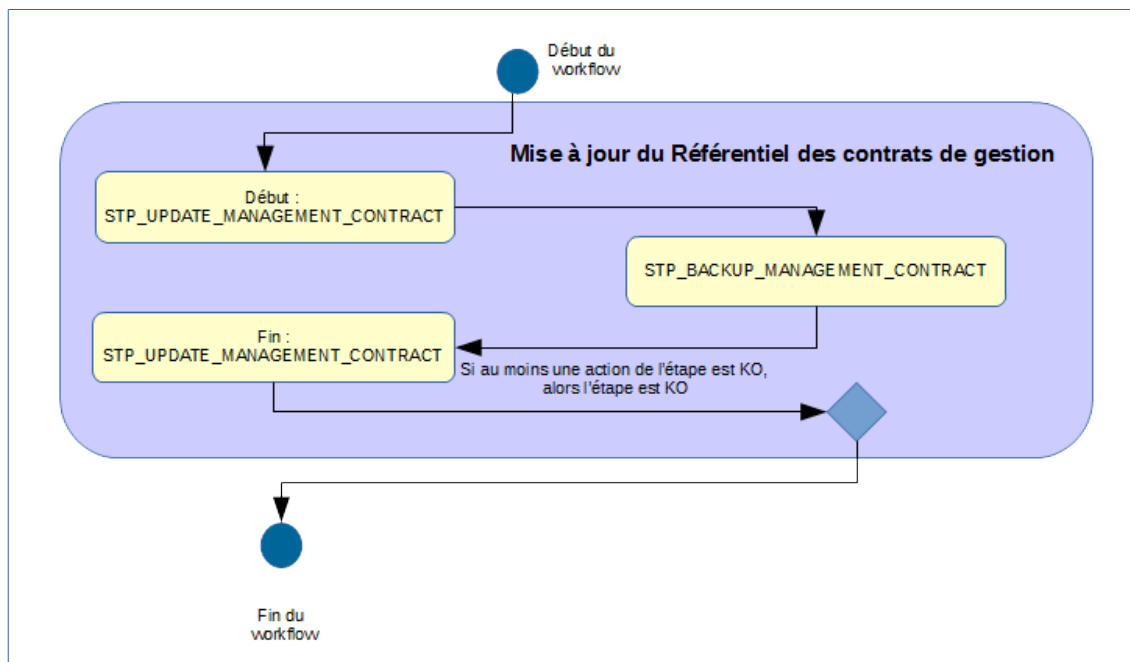 Début du
workflow
Mise à jour du Référentiel des contrats de gestion
Début :
STP_UPDATE_MANAGEMENT_CONTRACT
STP_BACKUP_MANAGEMENT_CONTRACT
Fin :
STP_UPDATE_MANAGEMENT_CONTRACT
Si au moins une action de l'étape est KO,
alors l'étape est KO
Fin du
workflow